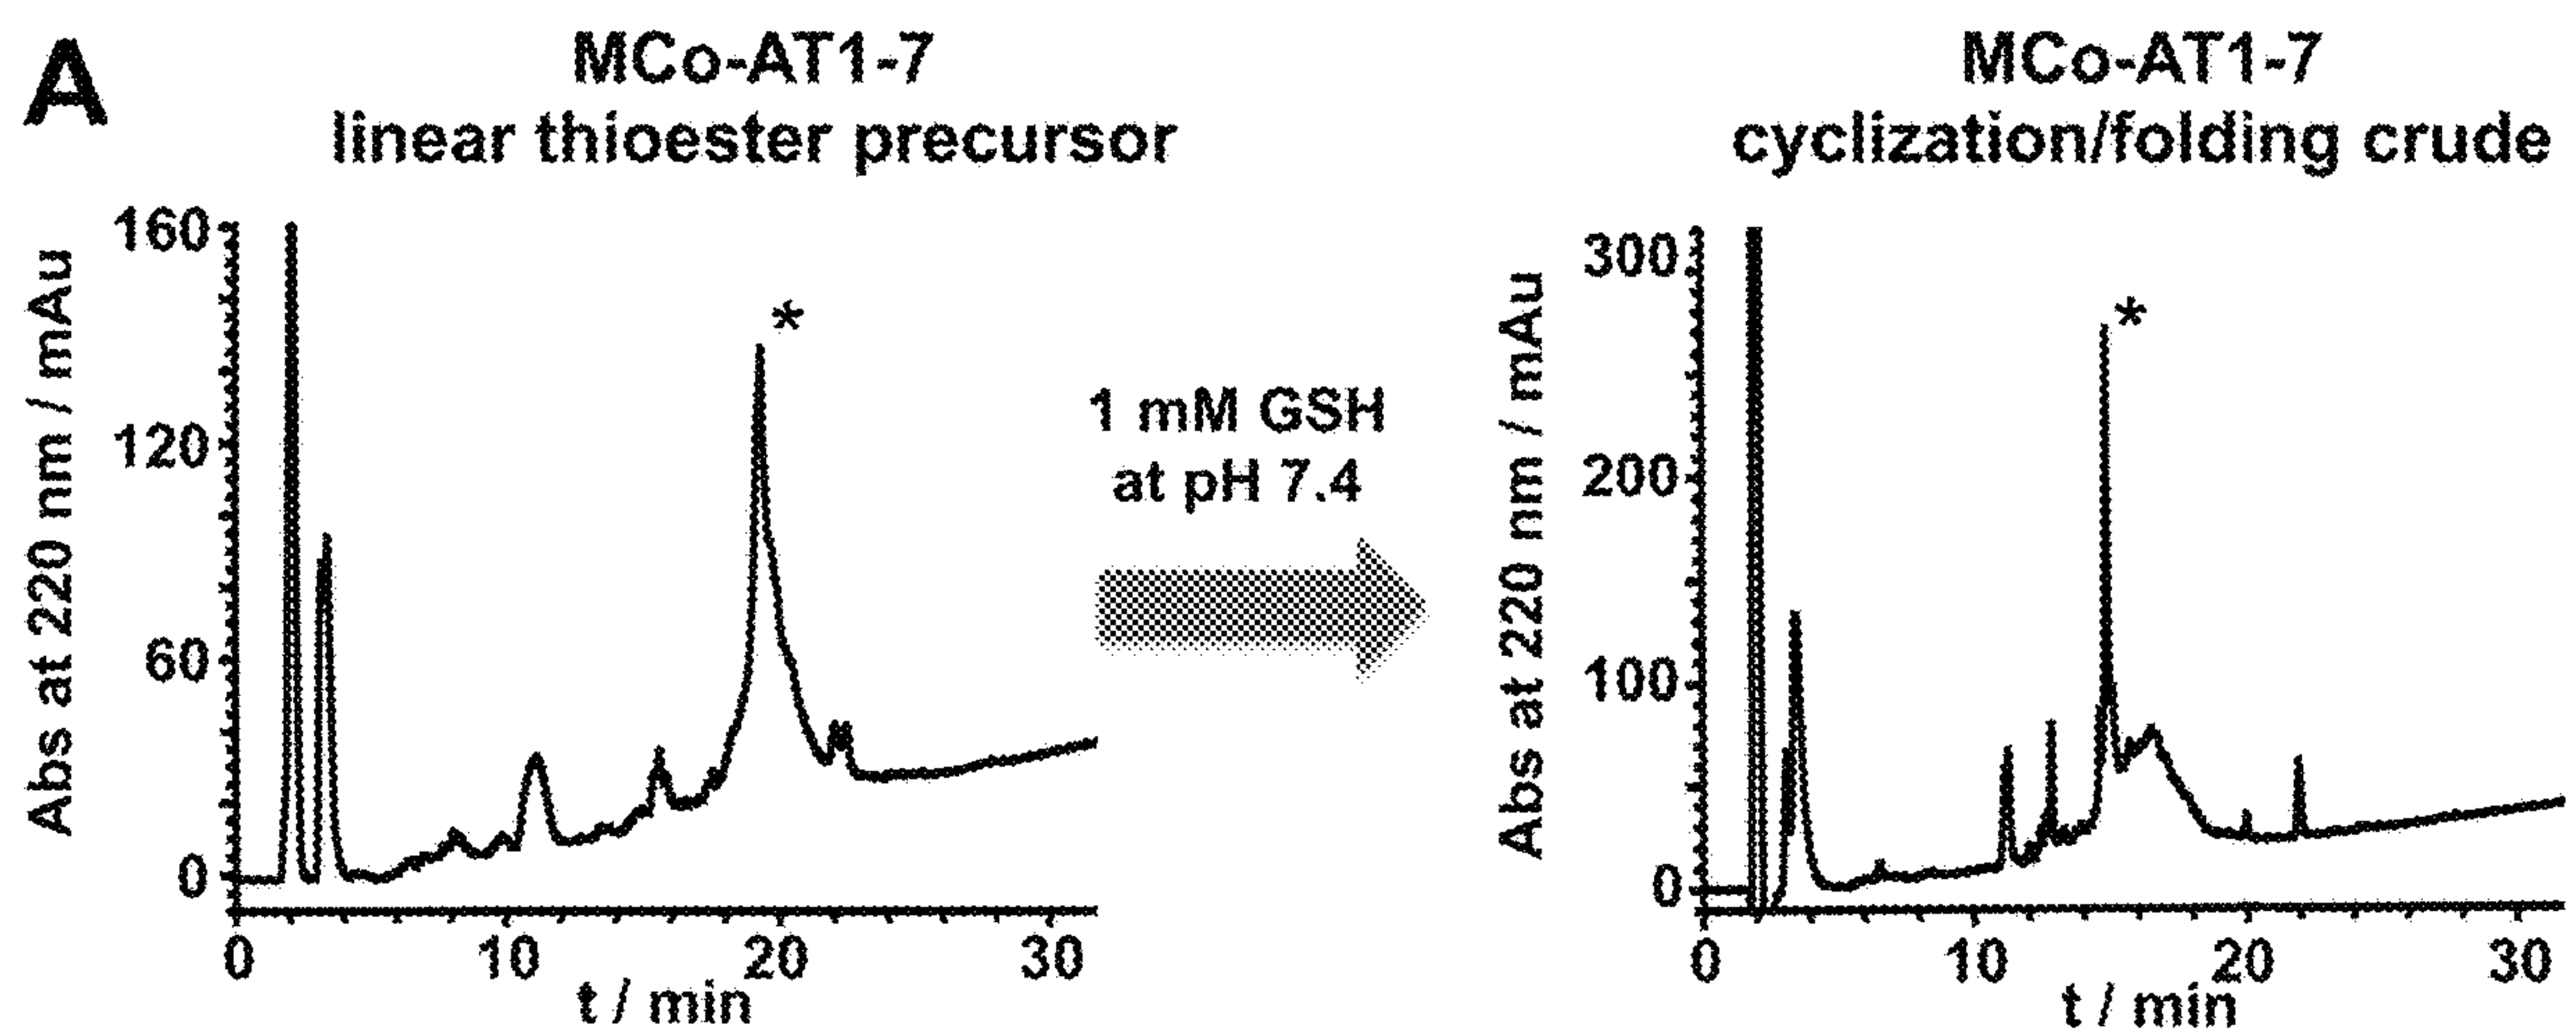 A
MCo-AT1-7
linear thioester precursor
Abs at 220 nm / mAu
160
120
60
0
*
0 10 20 30
t / min
1 mM GSH
at pH 7.4
MCo-AT1-7
cyclization/folding crude
Abs at 220 nm / mAu
300
200
100
0
*
0 10 20 30
t / min